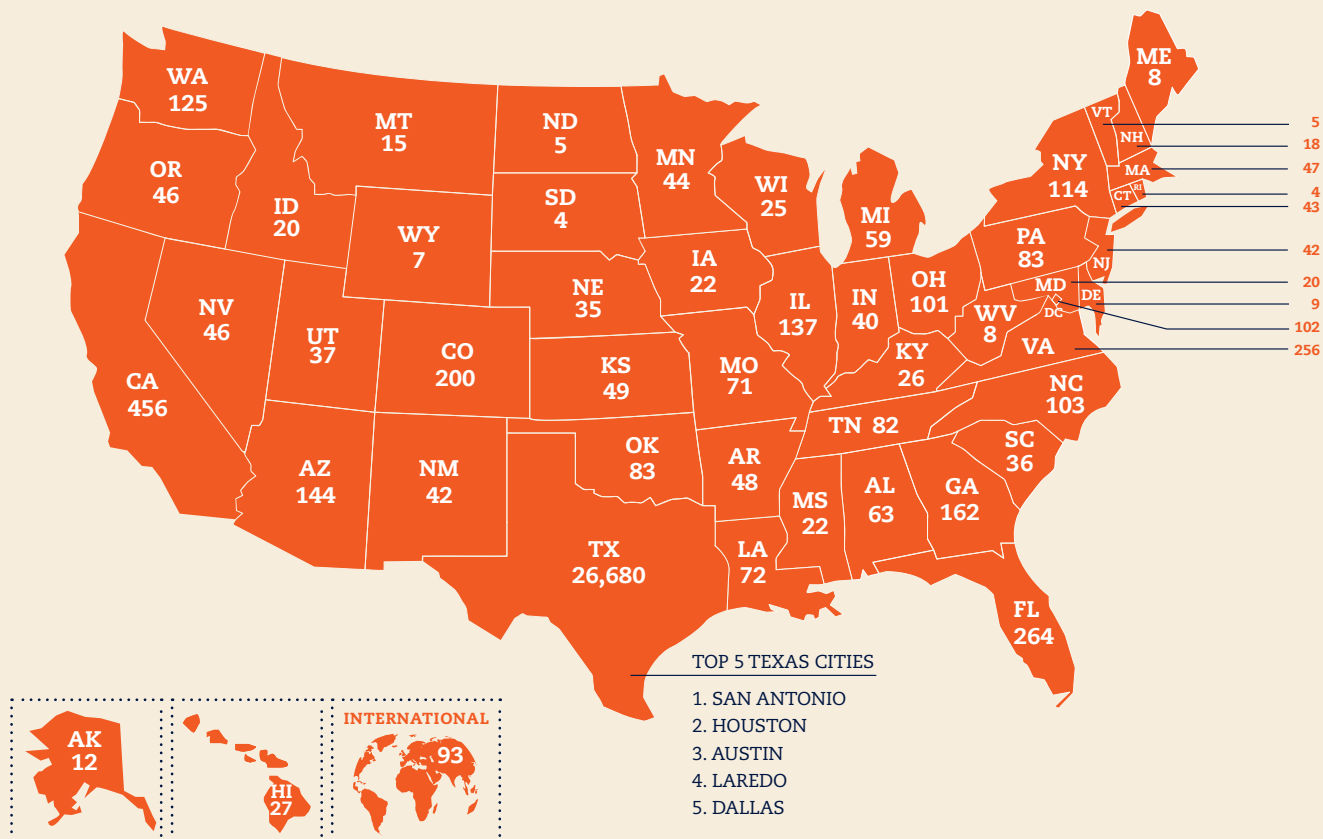 WA
125
OR
46
CA
456
NV
46
ID
20
MT
15
WY
7
UT
37
AZ
144
CO
200
NM
42
ND
5
SD
4
NE
35
KS
49
OK
83
TX
26,680
MN
44
IA
22
MO
71
AR
48
LA
72
WI
25
IL
137
MI
59
IN
40
OH
101
KY
26
TN 82
MS
22
AL
63
GA
162
FL
264
SC
36
NC
103
WV
8
VA
PA
83
NY
114
ME
8
VT
NH
MA
RI
CT
NJ
MD
DE
DC
5
18
47
4
43
42
20
9
102
256
TOP 5 TEXAS CITIES
1. SAN ANTONIO
2. HOUSTON
3. AUSTIN
4. LAREDO
5. DALLAS
AK
12
HI
27
INTERNATIONAL
93